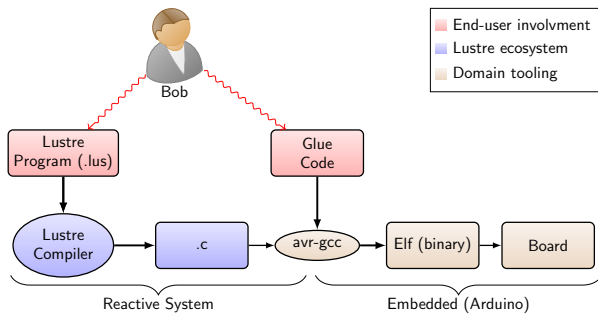 End-user involvment
Lustre ecosystem
Domain tooling
Bob
Lustre
Program (.lus)
Glue
Code
Lustre
Compiler
.c
avr-gcc
Elf (binary)
Board
Reactive System
Embedded (Arduino)